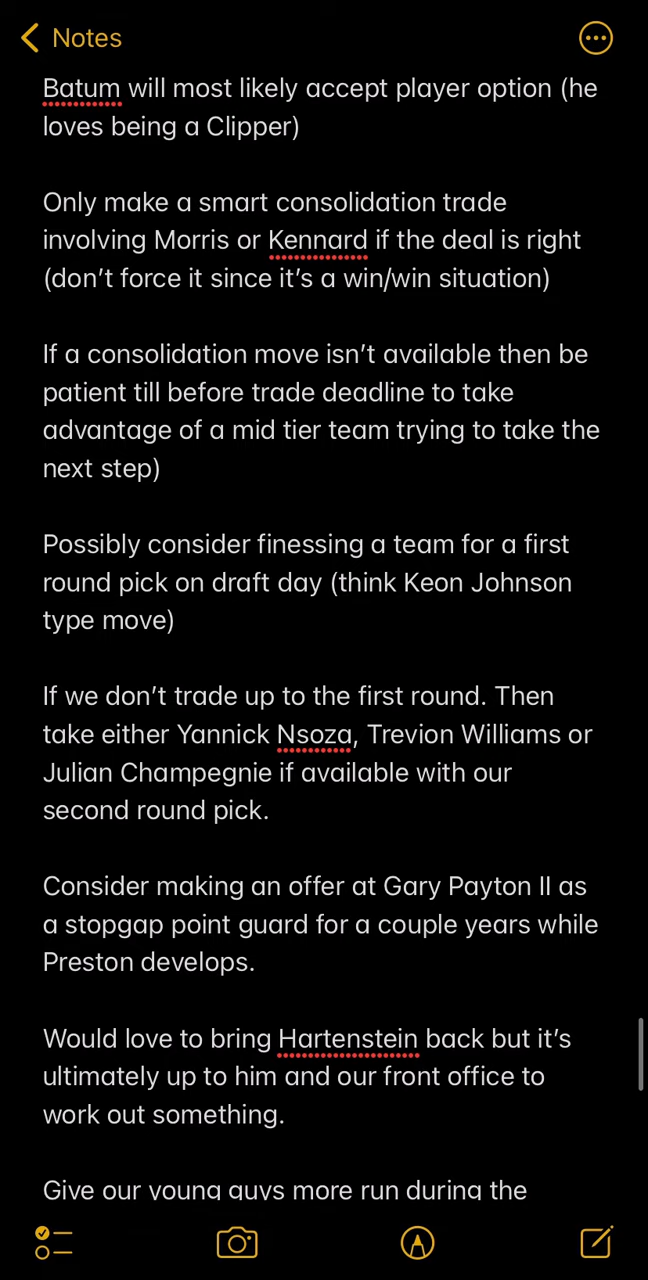 Notes
Batum will most likely accept player option (he
loves being a Clipper)
Only make a smart consolidation trade
involving Morris or Kennard if the deal is right
(don’t force it since it’s a win/win situation)
If a consolidation move isn’t available then be
patient till before trade deadline to take
advantage of a mid tier team trying to take the
next step)
Possibly consider finessing a team for a first
round pick on draft day (think Keon Johnson
type move)
If we don’t trade up to the first round. Then
take either Yannick Nsoza, Trevion Williams or
Julian Champegnie if available with our
second round pick.
Consider making an offer at Gary Payton II as
a stopgap point guard for a couple years while
Preston develops.
Would love to bring Hartenstein back but it’s
ultimately up to him and our front office to
work out something.
Give our young guys more run during the